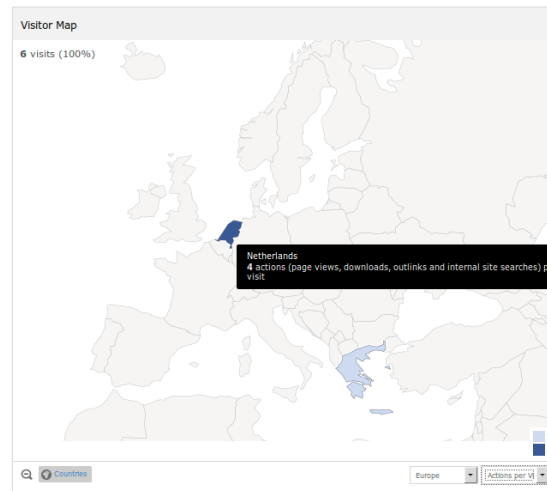 Visitor Map
6 visits (100%)
Netherlands
4 actions (page views, downloads, outlinks and internal site searches) p
visit
Countries
Europe
Actions per Vi